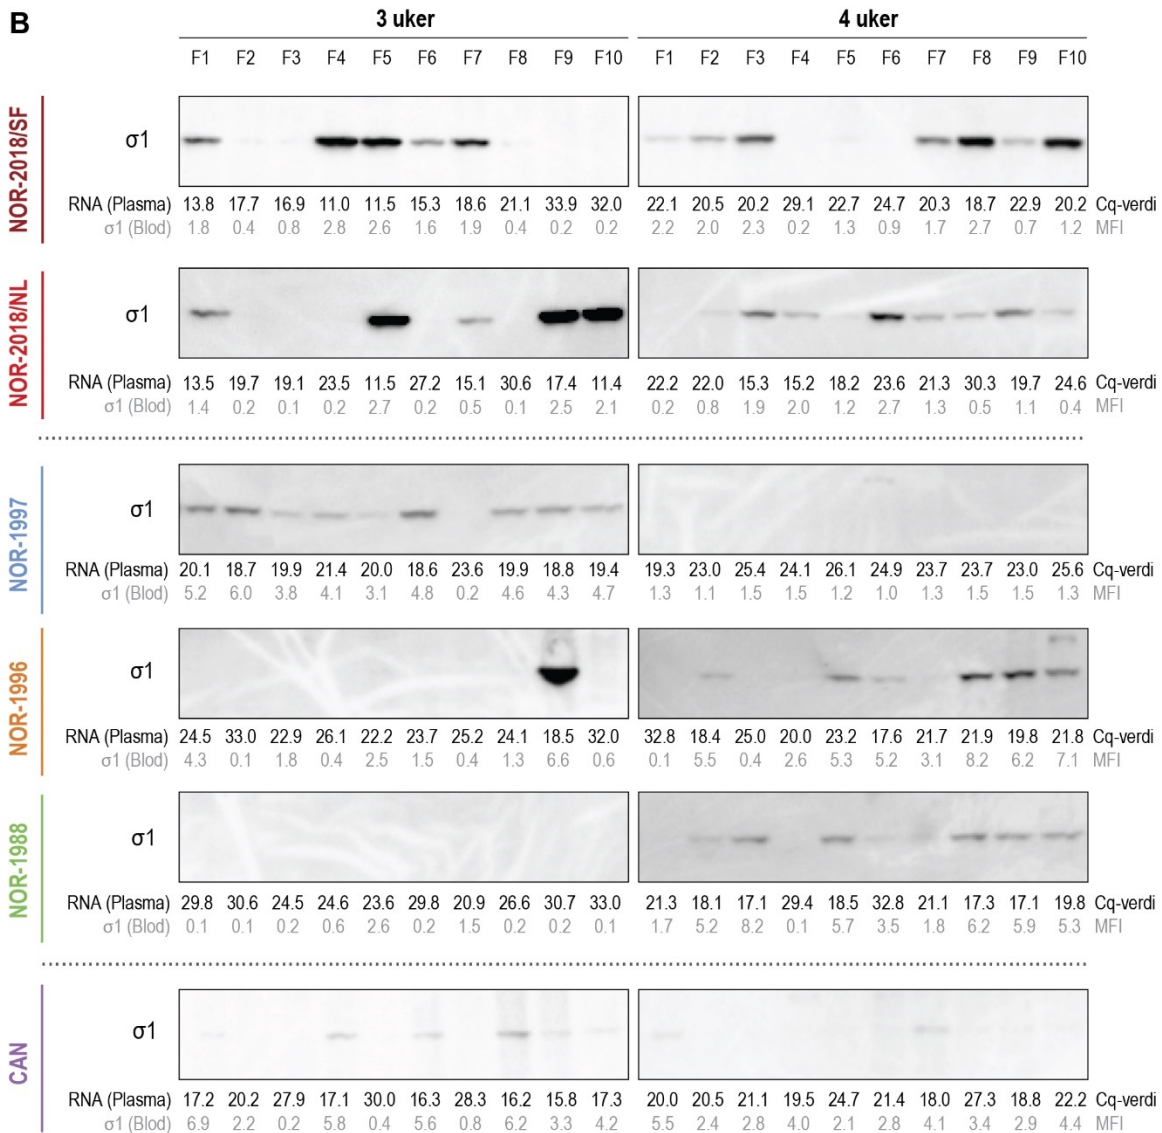 B
3 uker 4 uker
F1 F2 F3 F4 F5 F6 F7 F8 F9 F10 F1 F2 F3 F4 F5 F6 F7 F8 F9 F10
NOR-2018/SF
σ1
RNA (Plasma) 13.8 17.7 16.9 11.0 11.5 15.3 18.6 21.1 33.9 32.0 22.1 20.5 20.2 29.1 22.7 24.7 20.3 18.7 22.9 20.2 Cq-verdi
σ1 (Blod) 1.8 0.4 0.8 2.8 2.6 1.6 1.9 0.4 0.2 0.2 2.2 2.0 2.3 0.2 1.3 0.9 1.7 2.7 0.7 1.2 MFI
NOR-2018/NL
σ1
RNA (Plasma) 13.5 19.7 19.1 23.5 11.5 27.2 15.1 30.6 17.4 11.4 22.2 22.0 15.3 15.2 18.2 23.6 21.3 30.3 19.7 24.6 Cq-verdi
σ1 (Blod) 1.4 0.2 0.1 0.2 2.7 0.2 0.5 0.1 2.5 2.1 0.2 0.8 1.9 2.0 1.2 2.7 1.3 0.5 1.1 0.4 MFI
NOR-1997
σ1
RNA (Plasma) 20.1 18.7 19.9 21.4 20.0 18.6 23.6 19.9 18.8 19.4 19.3 23.0 25.4 24.1 26.1 24.9 23.7 23.7 23.0 25.6 Cq-verdi
σ1 (Blod) 5.2 6.0 3.8 4.1 3.1 4.8 0.2 4.6 4.3 4.7 1.3 1.1 1.5 1.5 1.2 1.0 1.3 1.5 1.5 1.3 MFI
NOR-1996
σ1
RNA (Plasma) 24.5 33.0 22.9 26.1 22.2 23.7 25.2 24.1 18.5 32.0 32.8 18.4 25.0 20.0 23.2 17.6 21.7 21.9 19.8 21.8 Cq-verdi
σ1 (Blod) 4.3 0.1 1.8 0.4 2.5 1.5 0.4 1.3 6.6 0.6 0.1 5.5 0.4 2.6 5.3 5.2 3.1 8.2 6.2 7.1 MFI
NOR-1988
σ1
RNA (Plasma) 29.8 30.6 24.5 24.6 23.6 29.8 20.9 26.6 30.7 33.0 21.3 18.1 17.1 29.4 18.5 32.8 21.1 17.3 17.1 19.8 Cq-verdi
σ1 (Blod) 0.1 0.1 0.2 0.6 2.6 0.2 1.5 0.2 0.2 0.1 1.7 5.2 8.2 0.1 5.7 3.5 1.8 6.2 5.9 5.3 MFI
CAN
σ1
RNA (Plasma) 17.2 20.2 27.9 17.1 30.0 16.3 28.3 16.2 15.8 17.3 20.0 20.5 21.1 19.5 24.7 21.4 18.0 27.3 18.8 22.2 Cq-verdi
σ1 (Blod) 6.9 2.2 0.2 5.8 0.4 5.6 0.8 6.2 3.3 4.2 5.5 2.4 2.8 4.0 2.1 2.8 4.1 3.4 2.9 4.4 MFI